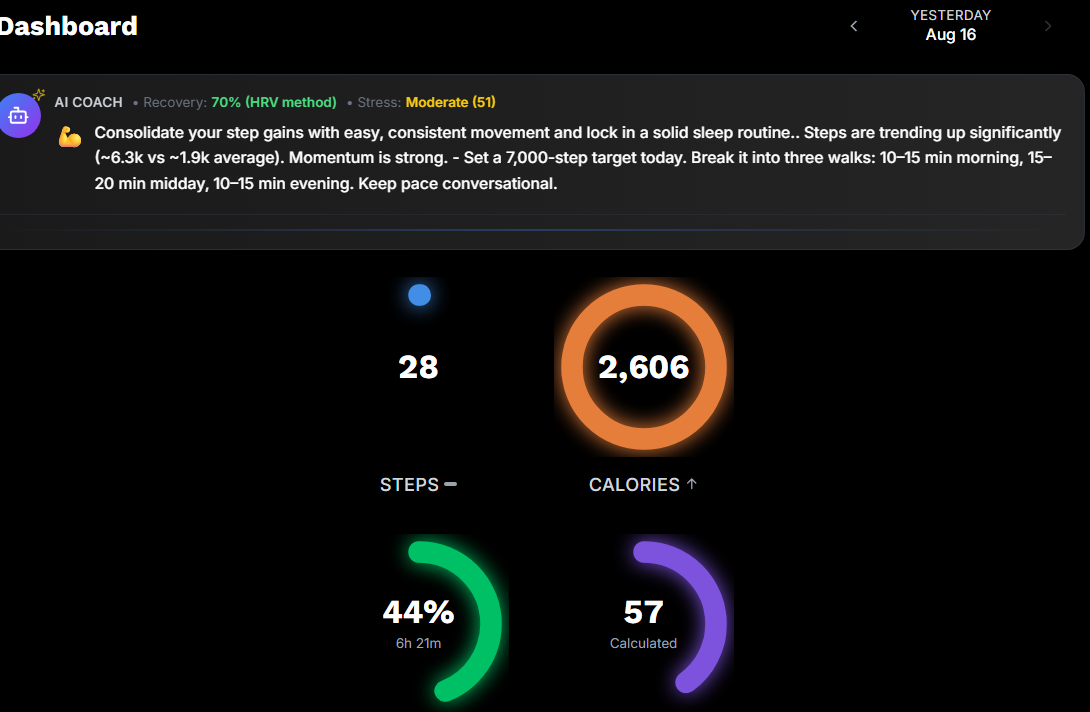 Dashboard
YESTERDAY
Aug 16
AI COACH • Recovery: 70% (HRV method) • Stress: Moderate (51)
Consolidate your step gains with easy, consistent movement and lock in a solid sleep routine.. Steps are trending up significantly
(~6.3k vs ~1.9k average). Momentum is strong. - Set a 7,000-step target today. Break it into three walks: 10–15 min morning, 15–
20 min midday, 10–15 min evening. Keep pace conversational.
28
2,606
STEPS
CALORIES ↑
44%
6h 21m
57
Calculated